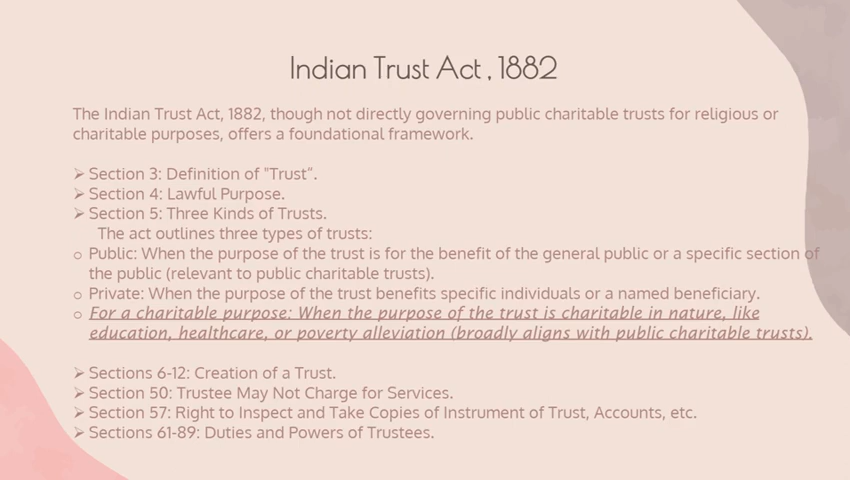 Indian Trust Act , 1882
The Indian Trust Act, 1882, though not directly governing public charitable trusts for religious or
charitable purposes, offers a foundational framework.
➢ Section 3: Definition of "Trust".
➢ Section 4: Lawful Purpose.
➢ Section 5: Three Kinds of Trusts.
The act outlines three types of trusts:
o Public: When the purpose of the trust is for the benefit of the general public or a specific section of
the public (relevant to public charitable trusts).
o Private: When the purpose of the trust benefits specific individuals or a named beneficiary.
o For a charitable purpose: When the purpose of the trust is charitable in nature, like
education, healthcare, or poverty alleviation (broadly aligns with public charitable trusts).
➢ Sections 6-12: Creation of a Trust.
➢ Section 50: Trustee May Not Charge for Services.
➢ Section 57: Right to Inspect and Take Copies of Instrument of Trust, Accounts, etc.
➢ Sections 61-89: Duties and Powers of Trustees.